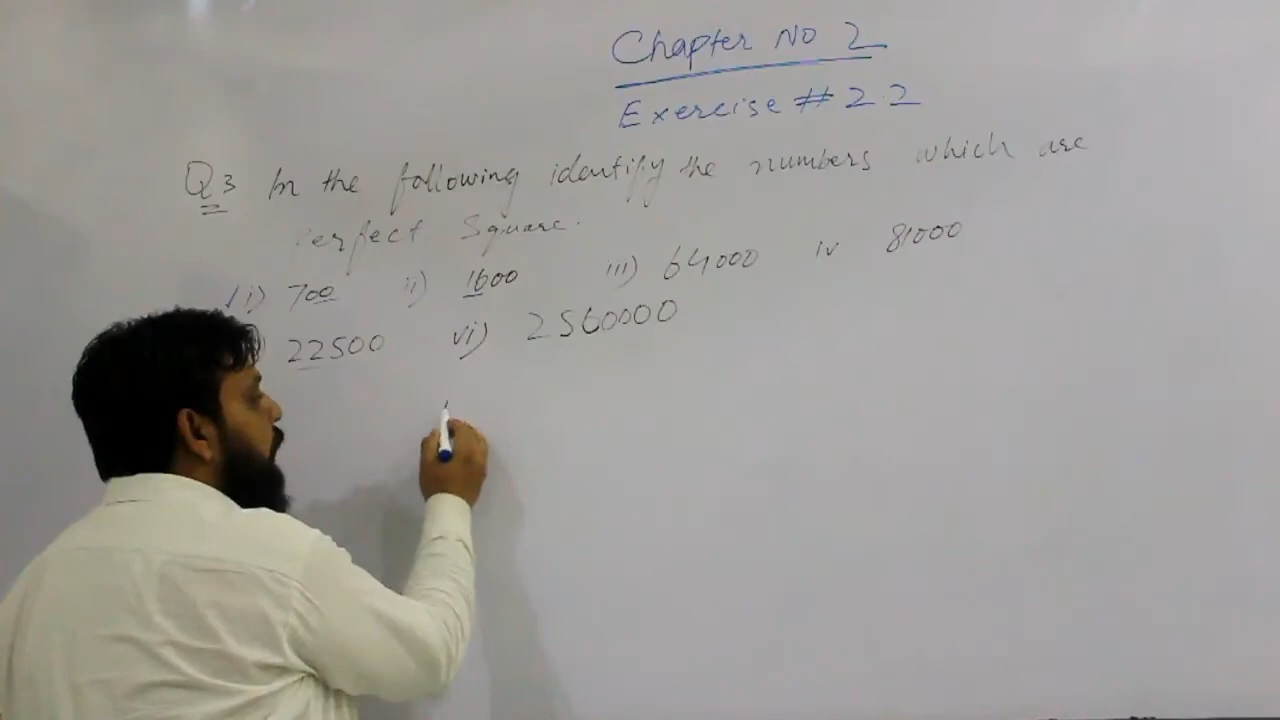 Chapter No 2
Exercise # 2.2
Q3 In the following identify the numbers which are
Perfect Square.
i) 700 ii) 1600 iii) 64000 iv 81000
22500 vi) 2560000